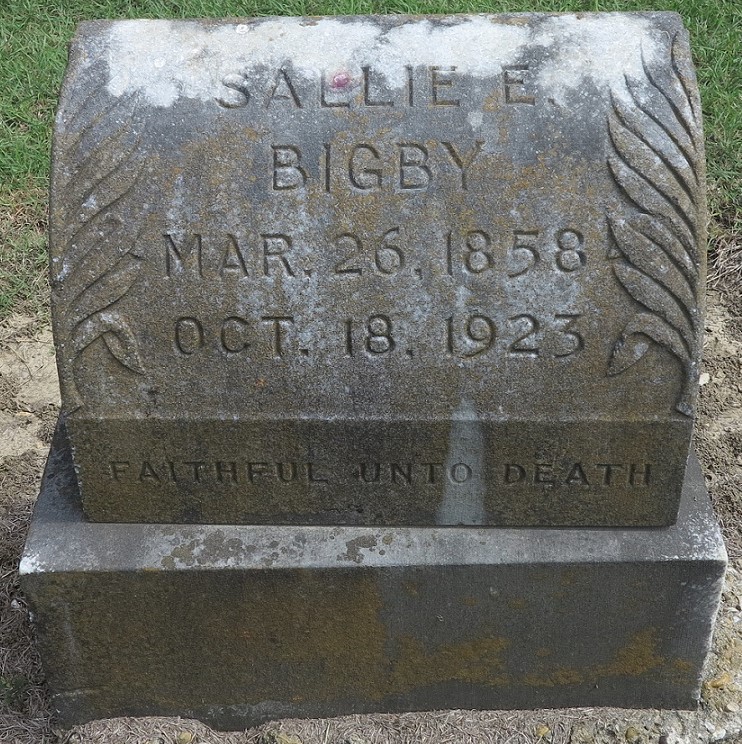 SALLIE E.
BIGBY
MAR. 26, 1858
OCT. 18, 1923
FAITHFUL UNTO DEATH